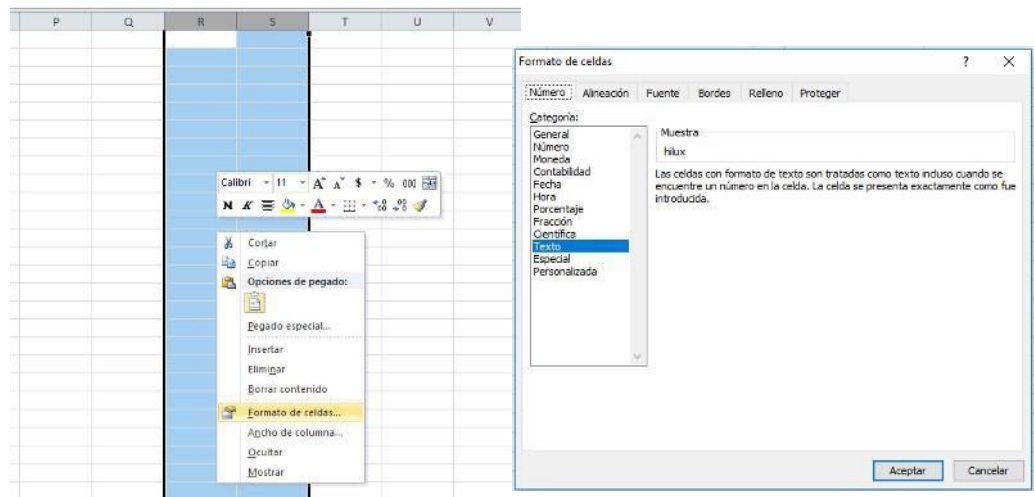 P Q R S T U V
Calibri 11 A A $ % 000
N K A
Cortar
Copiar
Opciones de pegado:
Pegado especial...
Insertar
Eliminar
Borrar contenido
Formato de celdas...
Ancho de columna...
Ocultar
Mostrar
Formato de celdas ? X
Número Alineación Fuente Bordes Relleno Proteger
Categoría:
General
Número
Moneda
Contabilidad
Fecha
Hora
Porcentaje
Fracción
Científica
Texto
Especial
Personalizada
Muestra
hilux
Las celdas con formato de texto son tratadas como texto incluso cuando se
encuentre un número en la celda. La celda se presenta exactamente como fue
introducida.
Aceptar Cancelar